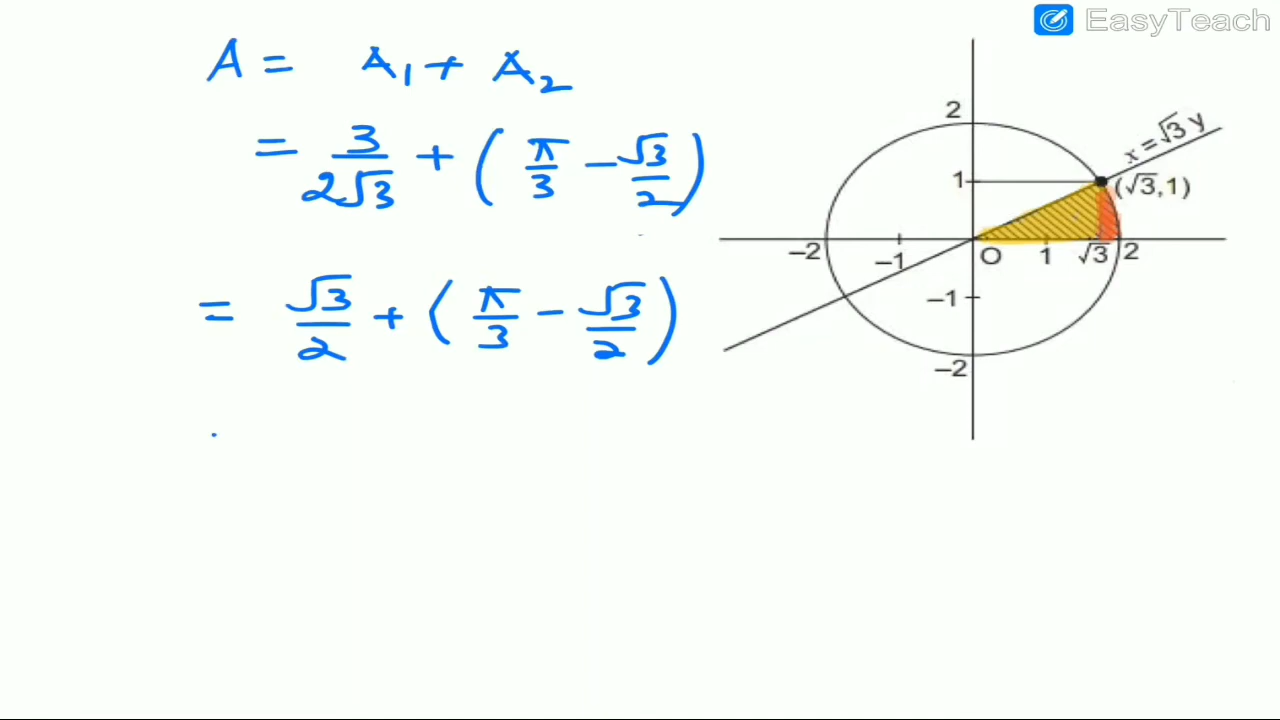 EasyTeach
A = A₁ + A₂
= 3/(2√3) + (π/3 − √3/2)
= √3/2 + (π/3 − √3/2)
x = √3 y
2
1
(√3,1)
−2
−1
O
1
√3
2
−1
−2